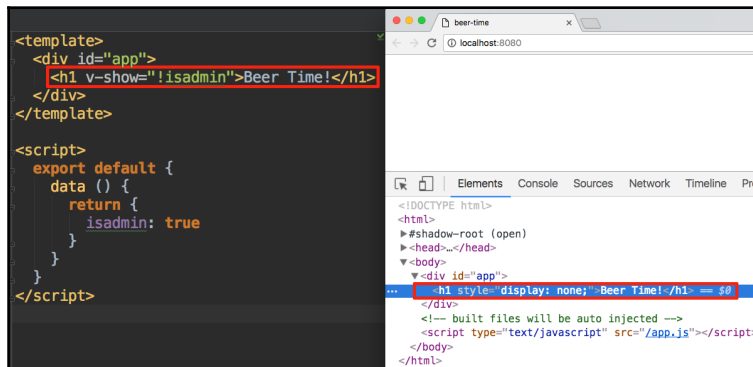 <template>
<div id="app">
<h1 v-show="!isadmin">Beer Time!</h1>
</div>
</template>
<script>
export default {
data () {
return {
isadmin: true
}
}
}
</script>
beer-time
localhost:8080
Elements Console Sources Network Timeline
<!DOCTYPE html>
<html>
▶#shadow-root (open)
▶<head>…</head>
▼<body>
▼<div id="app">
... <h1 style="display: none;">Beer Time!</h1> == $0
</div>
<!-- built files will be auto injected -->
<script type="text/javascript" src="/app.js"></script>
</body>
</html>